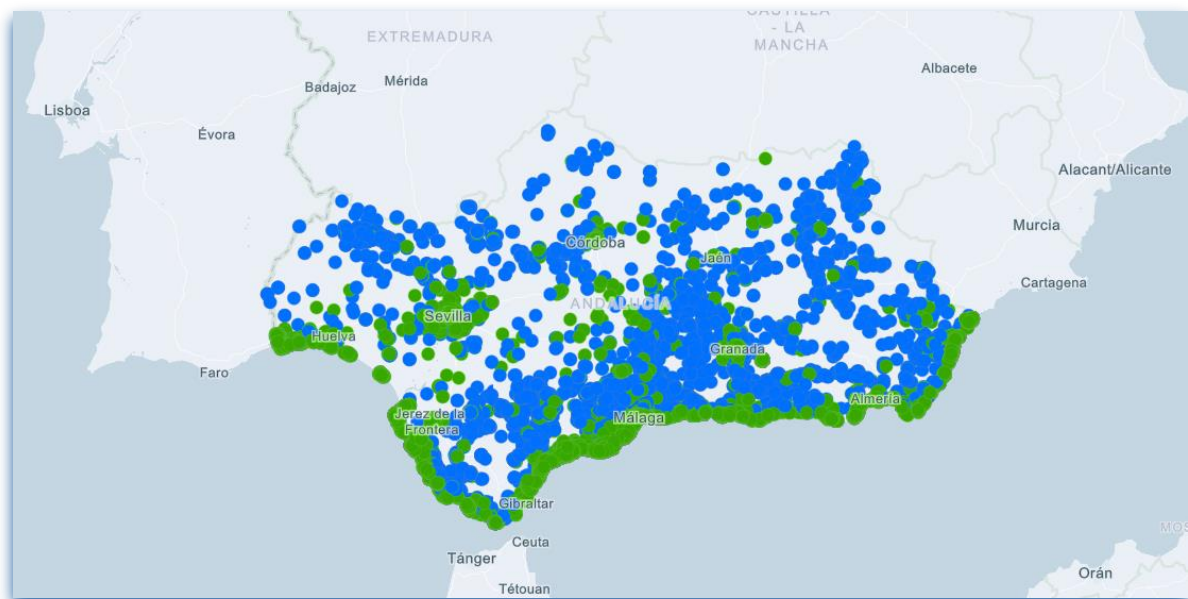 CASTILLA
- LA
MANCHA
EXTREMADURA
Albacete
Badajoz
Mérida
Lisboa
Évora
Alacant/Alicante
Murcia
Córdoba
Jaén
Cartagena
ANDALUCÍA
Sevilla
Huelva
Granada
Faro
Almería
Jerez de la
Frontera
Málaga
Gibraltar
Ceuta
Tánger
MOS
Orán
Tétouan